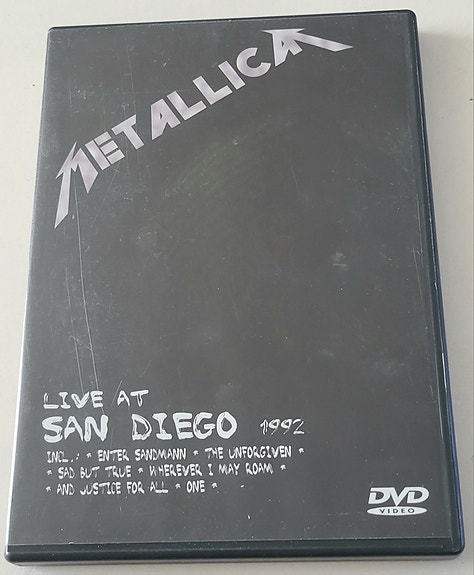 METALLICA
LIVE AT
SAN DIEGO 1992
INCL.: * ENTER SANDMANN * THE UNFORGIVEN *
* SAD BUT TRUE * WHEREVER I MAY ROAM *
* AND JUSTICE FOR ALL * ONE *
DVD
VIDEO